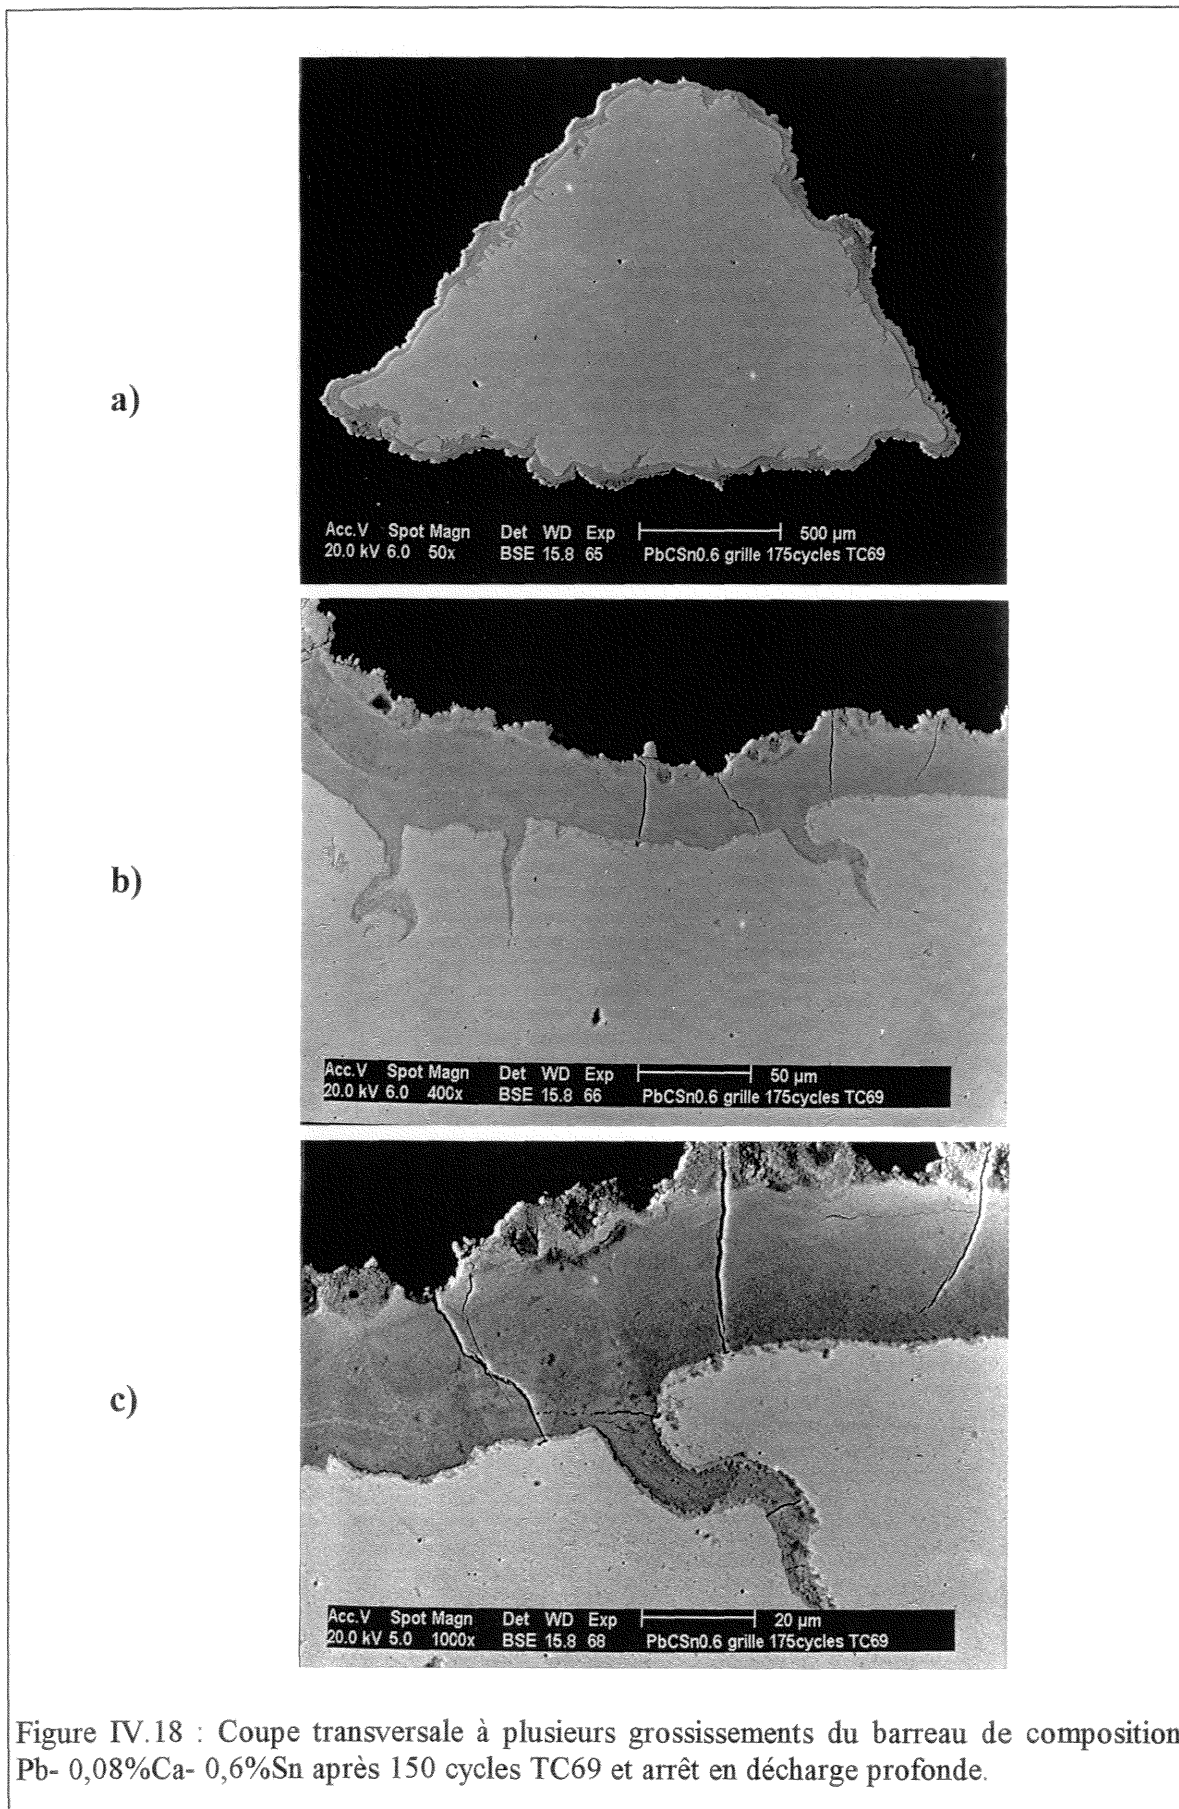 a)
Acc.V Spot Magn Det WD Exp 500 µm
20.0 kV 6.0 50x BSE 15.8 65 PbCSn0.6 grille 175cycles TC69
b)
Acc.V Spot Magn Det WD Exp 50 µm
20.0 kV 6.0 400x BSE 15.8 66 PbCSn0.6 grille 175cycles TC69
c)
Acc.V Spot Magn Det WD Exp 20 µm
20.0 kV 5.0 1000x BSE 15.8 68 PbCSn0.6 grille 175cycles TC69
Figure IV.18 : Coupe transversale à plusieurs grossissements du barreau de composition
Pb- 0,08%Ca- 0,6%Sn après 150 cycles TC69 et arrêt en décharge profonde.